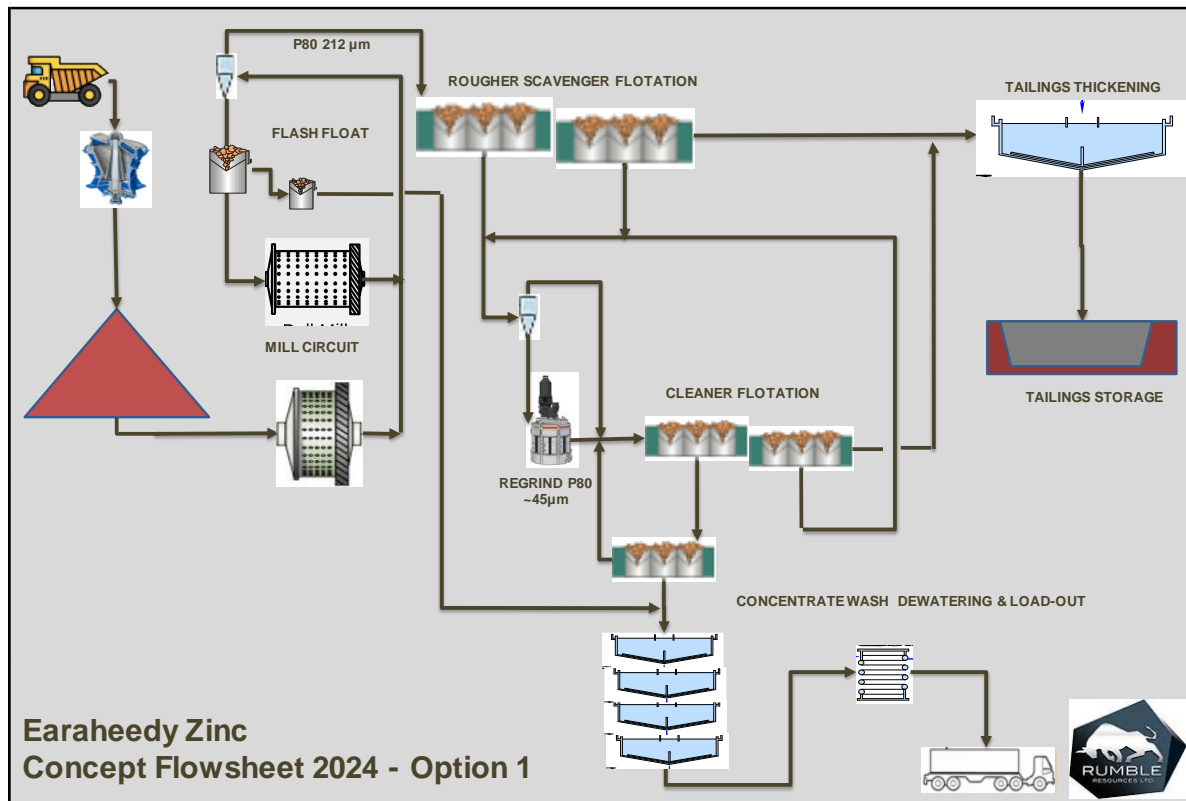 P80 212 µm
ROUGHER SCAVENGER FLOTATION
TAILINGS THICKENING
FLASH FLOAT
MILL CIRCUIT
CLEANER FLOTATION
TAILINGS STORAGE
REGRIND P80
~45µm
CONCENTRATE WASH DEWATERING & LOAD-OUT
Earaheedy Zinc
Concept Flowsheet 2024 - Option 1
RUMBLE
RESOURCES LTD